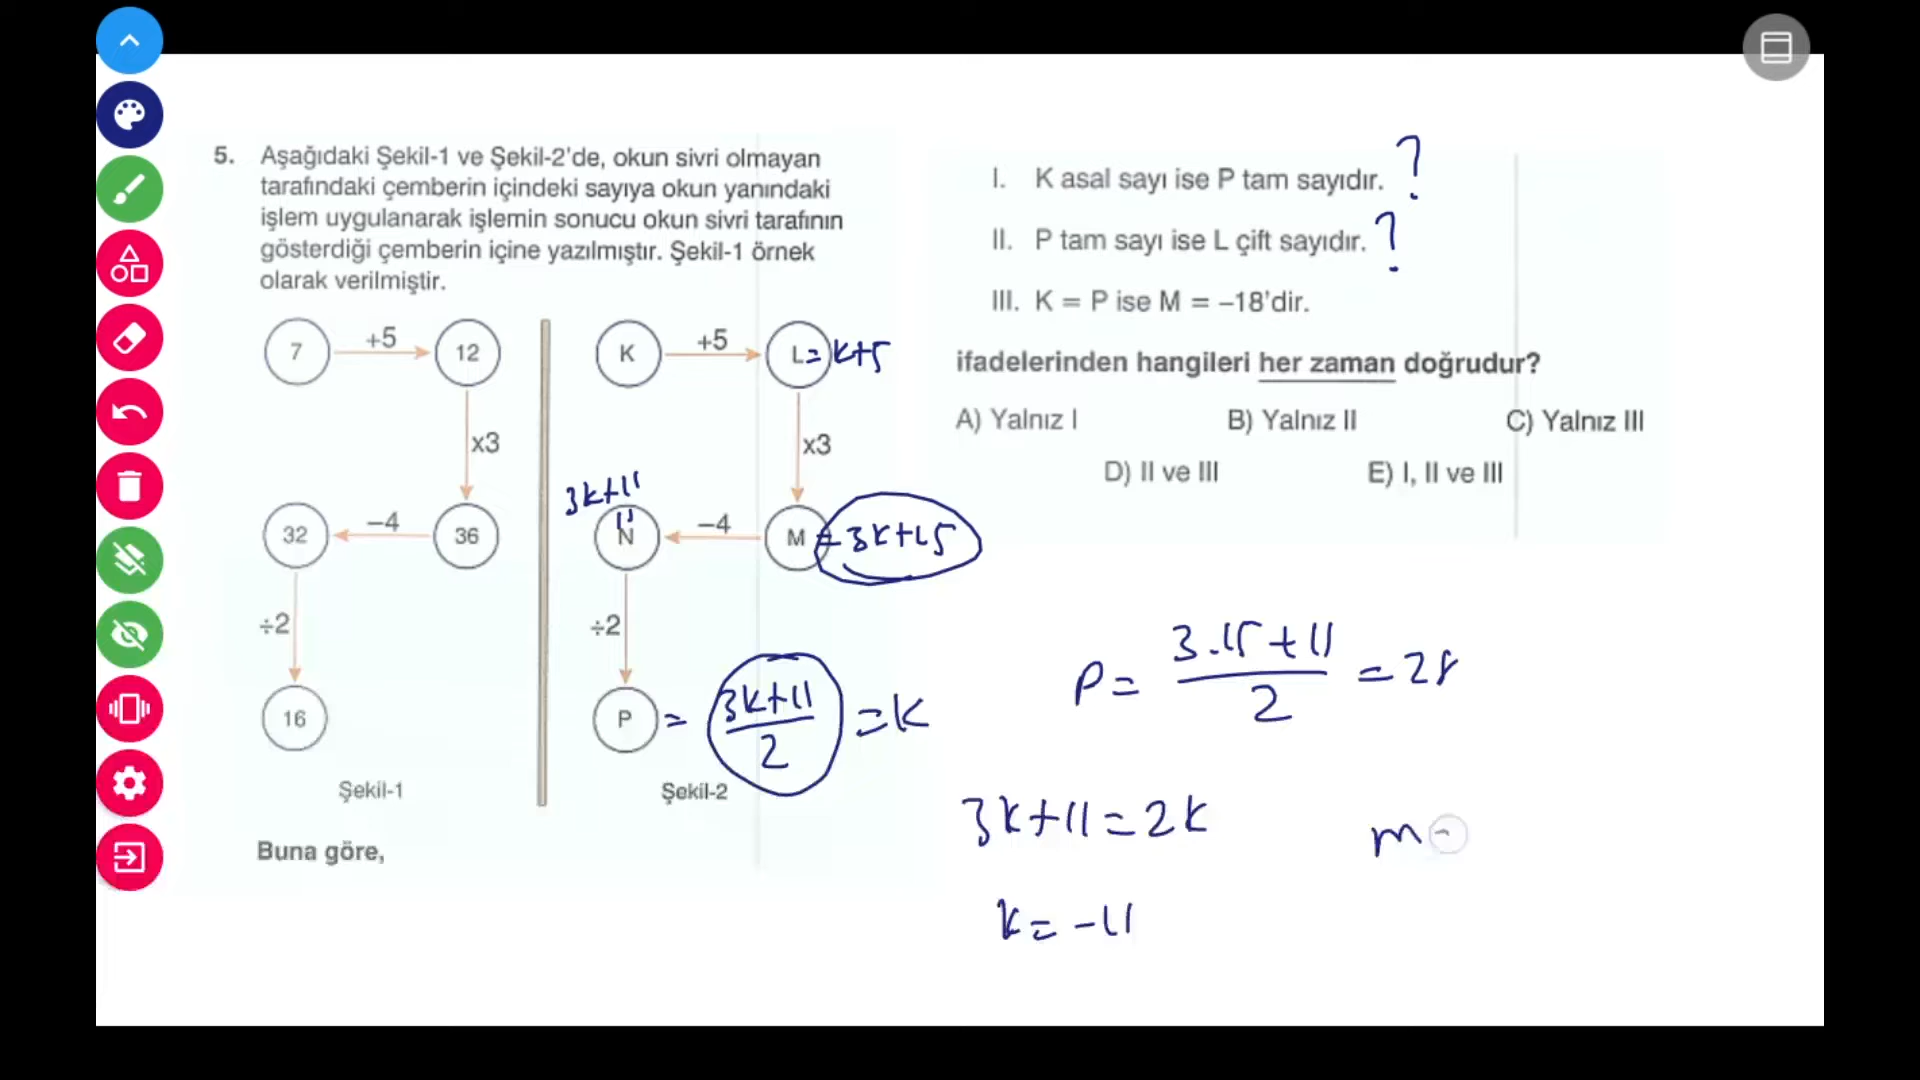 5. Aşağıdaki Şekil-1 ve Şekil-2'de, okun sivri olmayan
tarafındaki çemberin içindeki sayıya okun yanındaki
işlem uygulanarak işlemin sonucu okun sivri tarafının
gösterdiği çemberin içine yazılmıştır. Şekil-1 örnek
olarak verilmiştir.
7 +5 12
x3
32 −4 36
÷2
16
Şekil-1
K +5 L = k+5
x3
3k+11
N −4 M = 3k+15
÷2
P = 3k+11 / 2 = k
Şekil-2
Buna göre,
I. K asal sayı ise P tam sayıdır. ?
II. P tam sayı ise L çift sayıdır. ?
III. K = P ise M = −18'dir.
ifadelerinden hangileri her zaman doğrudur?
A) Yalnız I B) Yalnız II C) Yalnız III
D) II ve III E) I, II ve III
P = 3.15+11 / 2 = 28
3k+11 = 2k
k = -11
m =